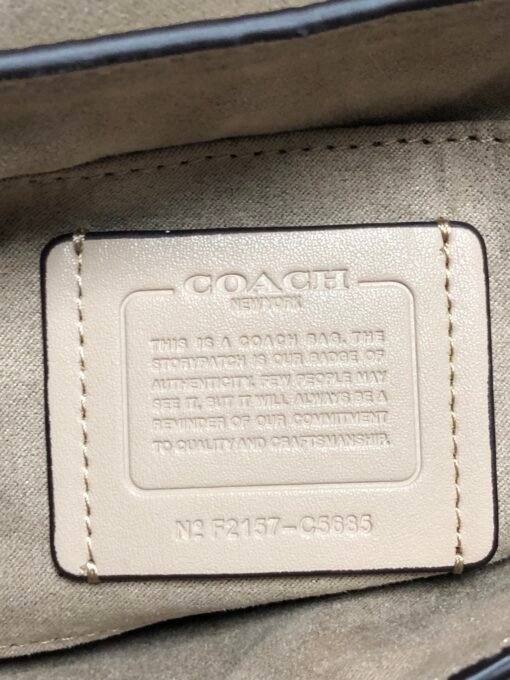 COACH
NEW YORK
THIS IS A COACH BAG. THE
STORYPATCH IS OUR BADGE OF
AUTHENTICITY. FEW PEOPLE MAY
SEE IT, BUT IT WILL ALWAYS BE A
REMINDER OF OUR COMMITMENT
TO QUALITY AND CRAFTSMANSHIP.
Nº F2157-C5685